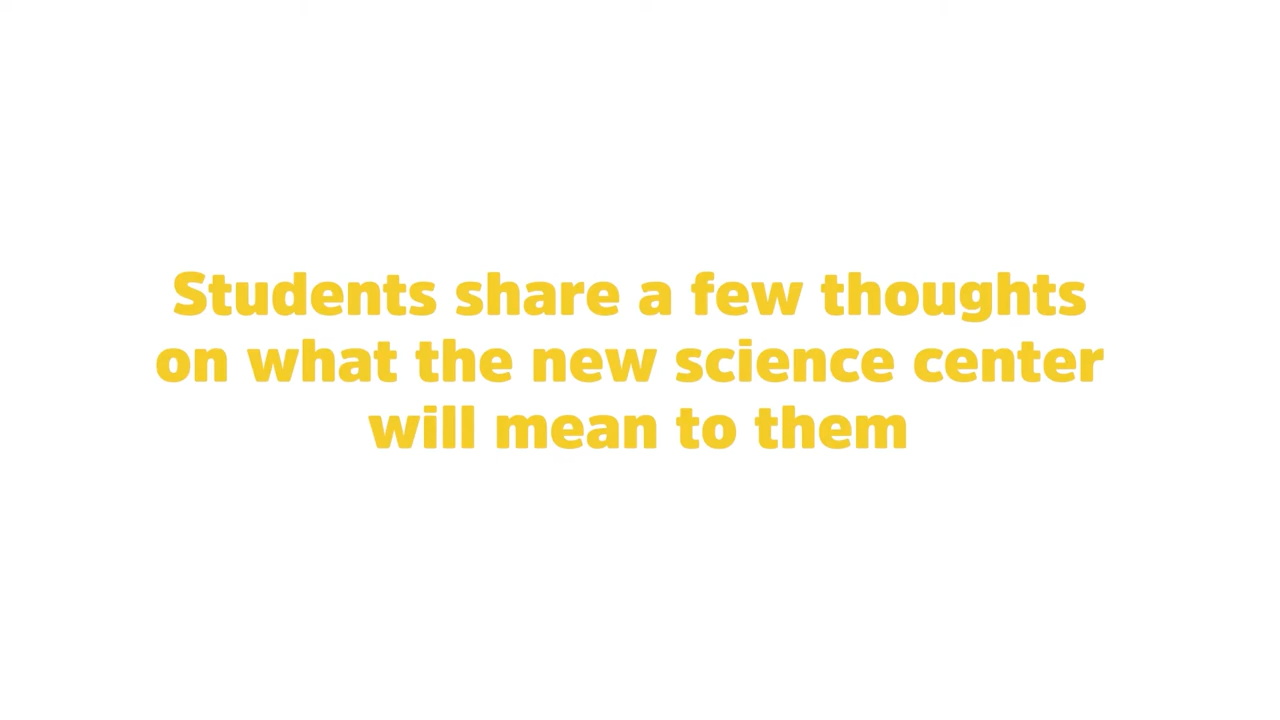 Students share a few thoughts
on what the new science center
will mean to them